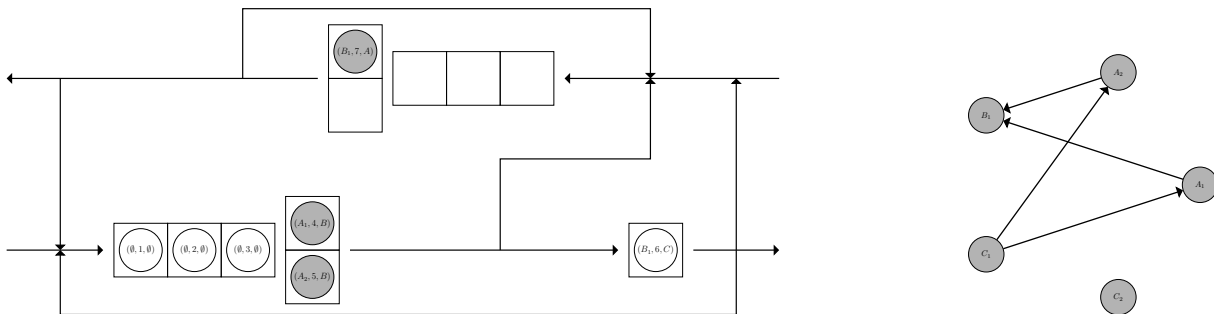 (B₁, 7, A)
(∅, 1, ∅) (∅, 2, ∅) (∅, 3, ∅)
(A₁, 4, B)
(A₂, 5, B)
(B₁, 6, C)
A₂
B₁
A₁
C₁
C₂